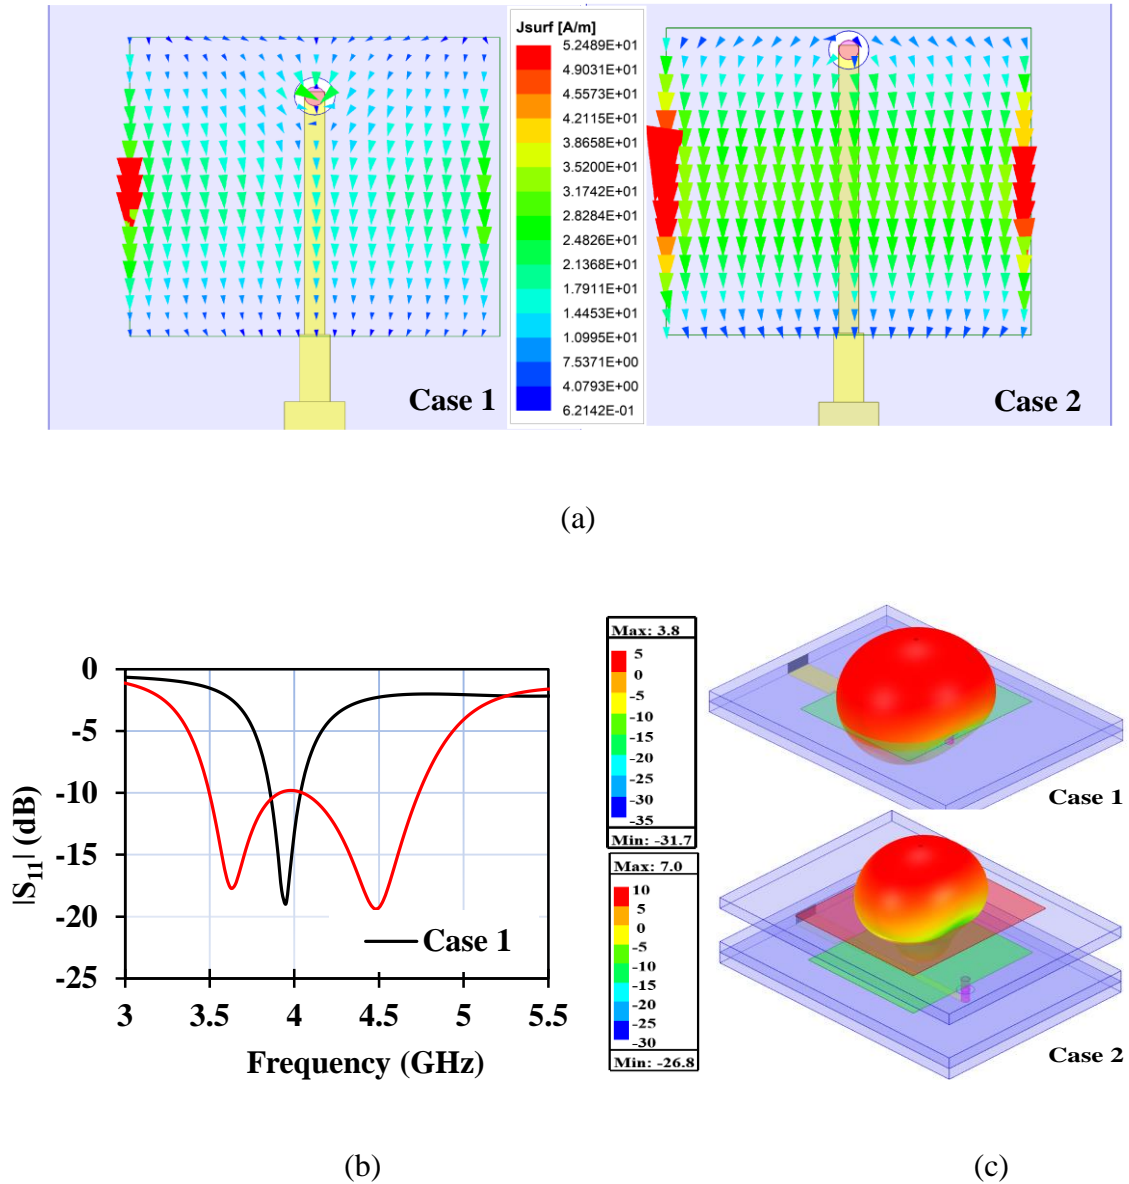 Jsurf [A/m]
5.2489E+01
4.9031E+01
4.5573E+01
4.2115E+01
3.8658E+01
3.5200E+01
3.1742E+01
2.8284E+01
2.4826E+01
2.1368E+01
1.7911E+01
1.4453E+01
1.0995E+01
7.5371E+00
4.0793E+00
6.2142E-01
Case 1
Case 2
(a)
|S11| (dB)
0
-5
-10
-15
-20
-25
3
3.5
4
4.5
5
5.5
Frequency (GHz)
Case 1
(b)
Max: 3.8
5
0
-5
-10
-15
-20
-25
-30
-35
Min: -31.7
Case 1
Max: 7.0
10
5
0
-5
-10
-15
-20
-25
-30
Min: -26.8
Case 2
(c)